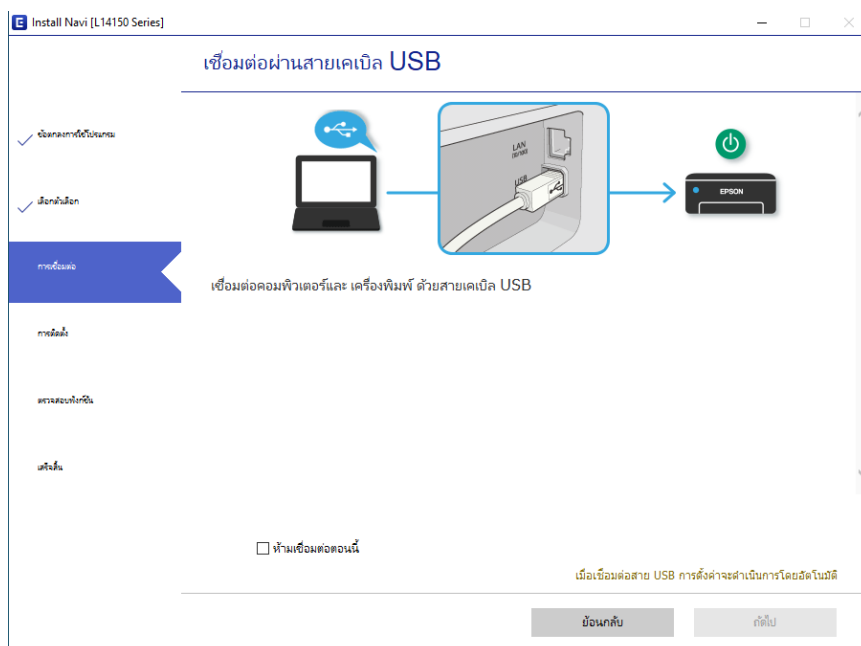 Install Navi [L14150 Series]
เชื่อมต่อผ่านสายเคเบิล USB
ข้อตกลงการใช้โปรแกรม
เลือกตัวเลือก
การเชื่อมต่อ
การติดตั้ง
ตรวจสอบฟังก์ชัน
เสร็จสิ้น
LAN
USB
EPSON
เชื่อมต่อคอมพิวเตอร์และ เครื่องพิมพ์ ด้วยสายเคเบิล USB
ห้ามเชื่อมต่อตอนนี้
เมื่อเชื่อมต่อสาย USB การตั้งค่าจะดำเนินการโดยอัตโนมัติ
ย้อนกลับ
ถัดไป